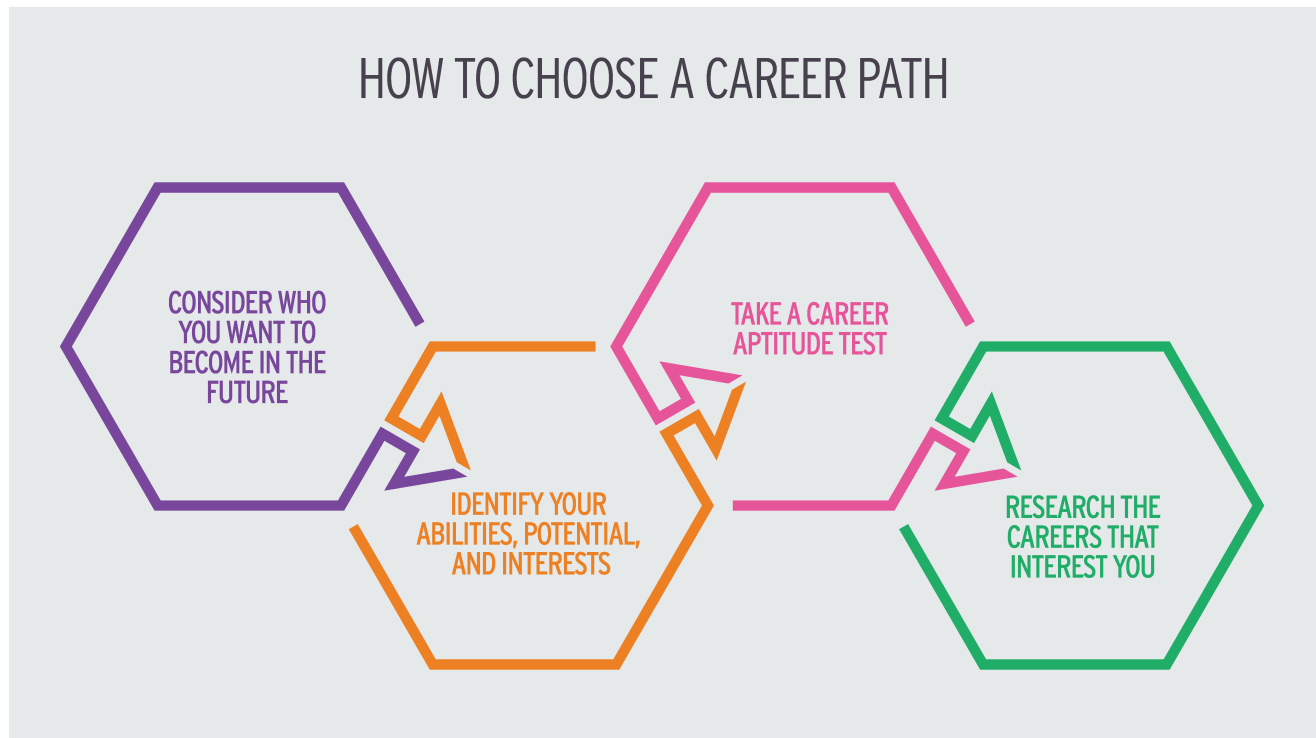 HOW TO CHOOSE A CAREER PATH
CONSIDER WHO
YOU WANT TO
BECOME IN THE
FUTURE
IDENTIFY YOUR
ABILITIES, POTENTIAL,
AND INTERESTS
TAKE A CAREER
APTITUDE TEST
RESEARCH THE
CAREERS THAT
INTEREST YOU